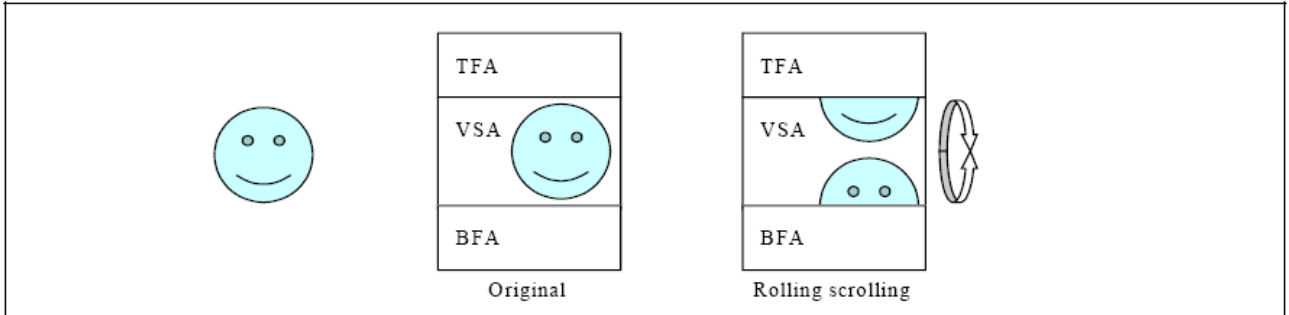 TFA
VSA
BFA
Original
TFA
VSA
BFA
Rolling scrolling